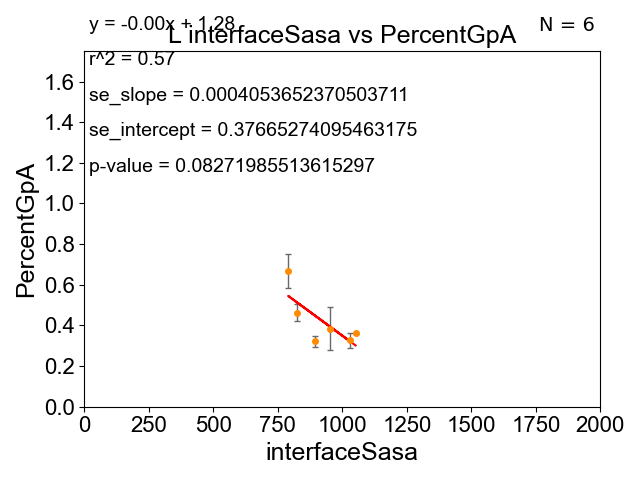 y = -0.00x + 1.28
L interfaceSasa vs PercentGpA
N = 6
r^2 = 0.57
se_slope = 0.0004053652370503711
se_intercept = 0.37665274095463175
p-value = 0.08271985513615297
PercentGpA
1.6
1.4
1.2
1.0
0.8
0.6
0.4
0.2
0.0
0 250 500 750 1000 1250 1500 1750 2000
interfaceSasa